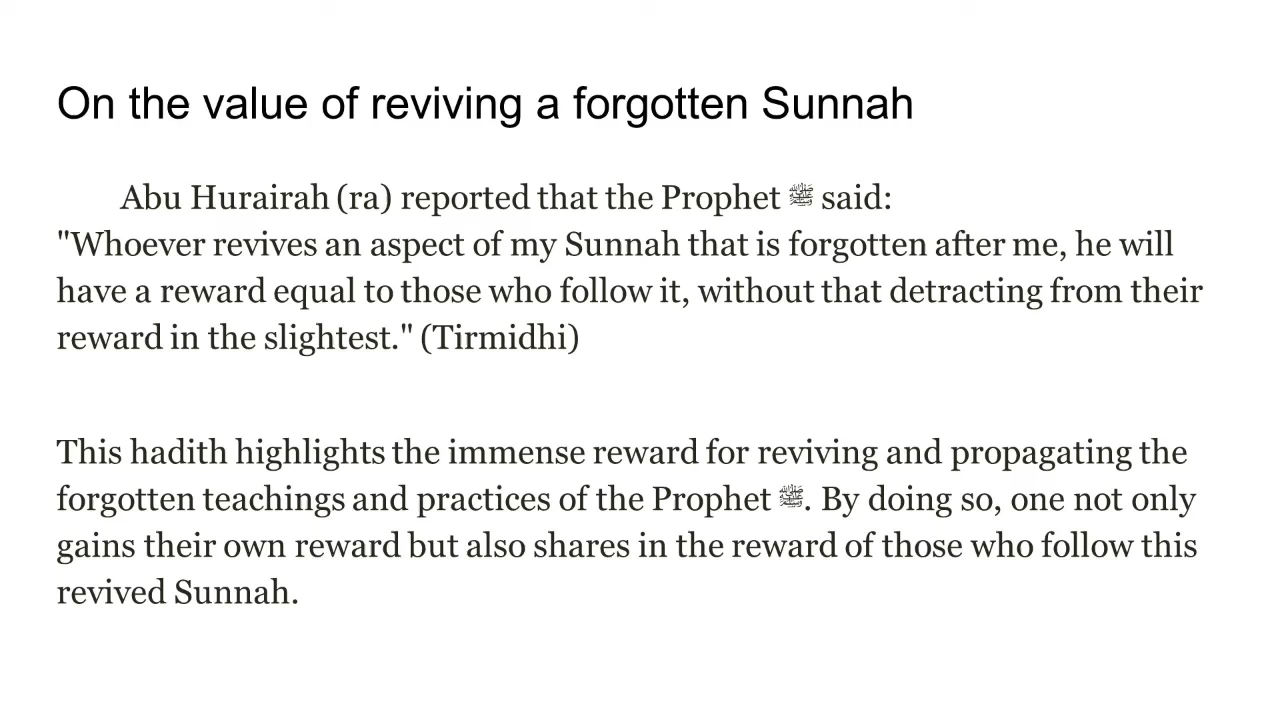 On the value of reviving a forgotten Sunnah
Abu Hurairah (ra) reported that the Prophet ﷺ said:
"Whoever revives an aspect of my Sunnah that is forgotten after me, he will
have a reward equal to those who follow it, without that detracting from their
reward in the slightest." (Tirmidhi)
This hadith highlights the immense reward for reviving and propagating the
forgotten teachings and practices of the Prophet ﷺ. By doing so, one not only
gains their own reward but also shares in the reward of those who follow this
revived Sunnah.